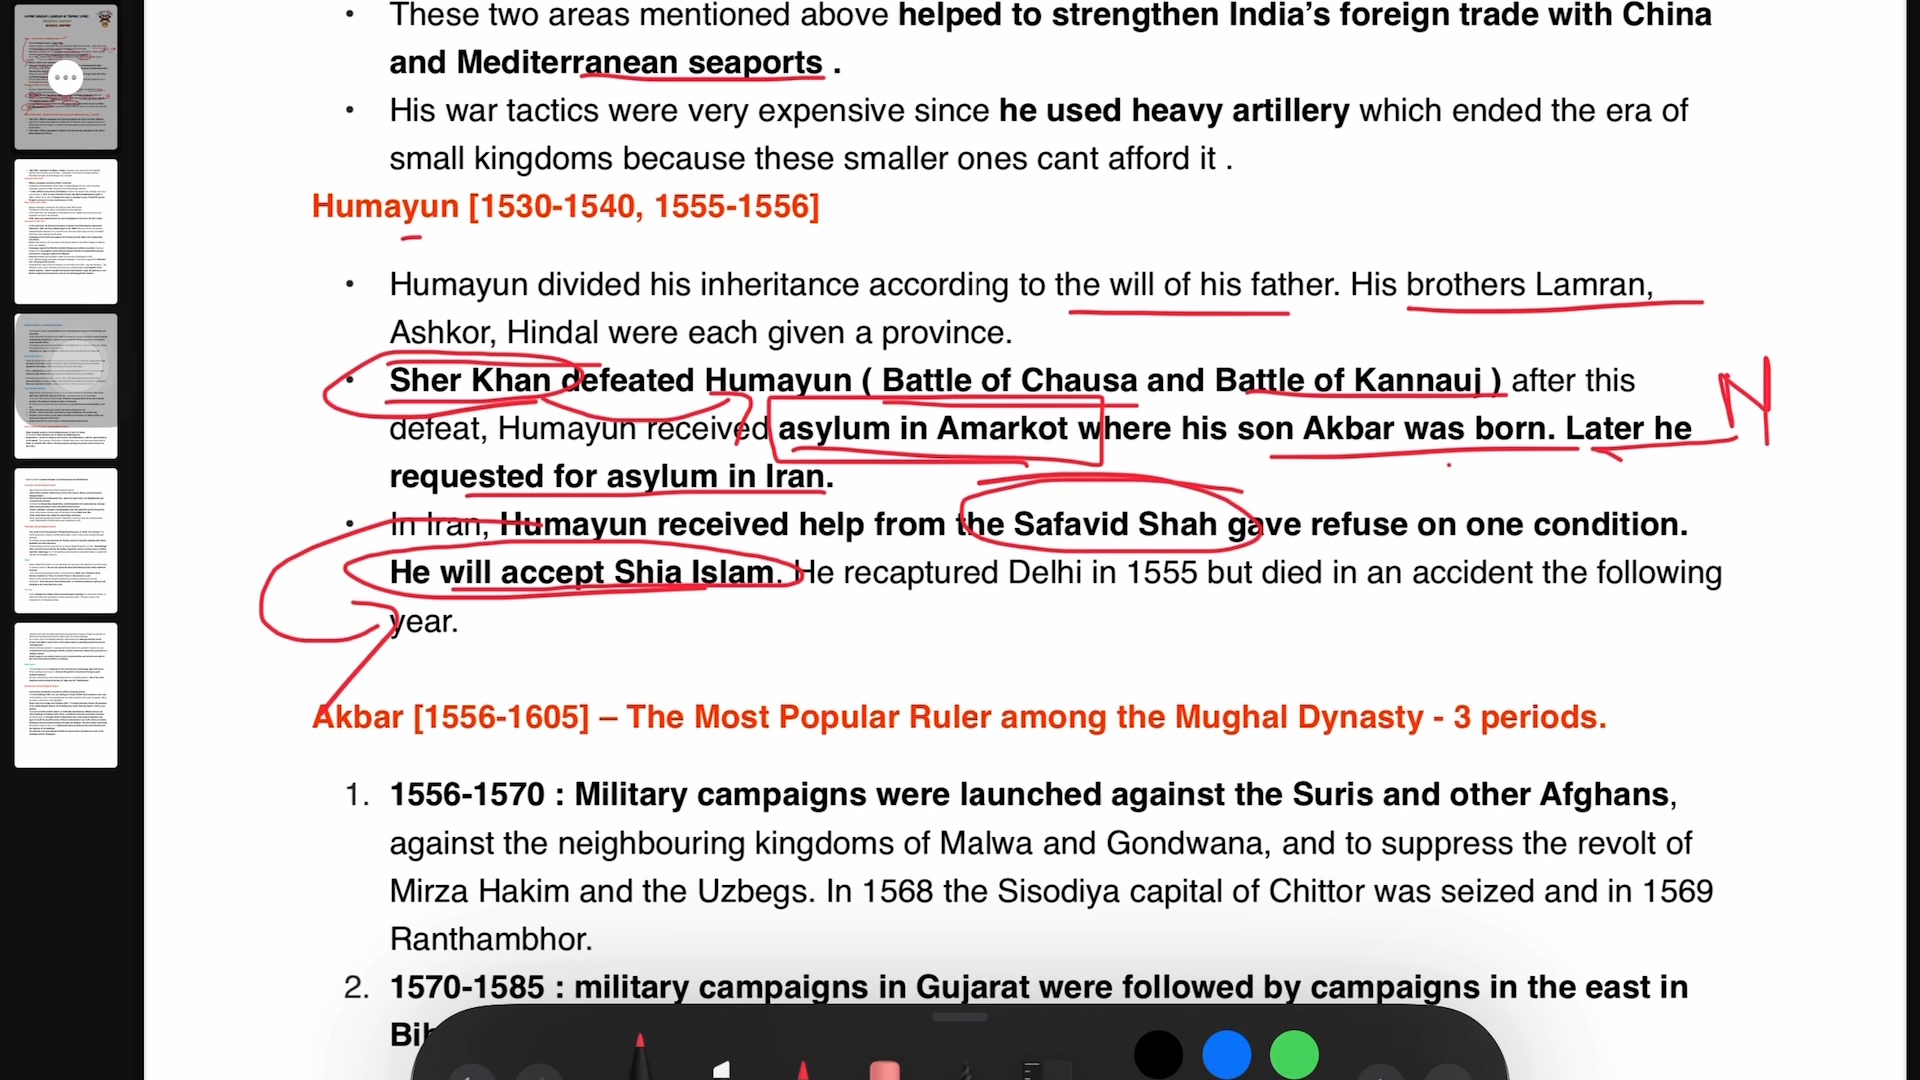 • These two areas mentioned above helped to strengthen India’s foreign trade with China
and Mediterranean seaports .
• His war tactics were very expensive since he used heavy artillery which ended the era of
small kingdoms because these smaller ones cant afford it .
Humayun [1530-1540, 1555-1556]
• Humayun divided his inheritance according to the will of his father. His brothers Lamran,
Ashkor, Hindal were each given a province.
• Sher Khan defeated Humayun ( Battle of Chausa and Battle of Kannauj ) after this
N
defeat, Humayun received asylum in Amarkot where his son Akbar was born. Later he
requested for asylum in Iran.
• In Iran, Humayun received help from the Safavid Shah gave refuse on one condition.
He will accept Shia Islam. He recaptured Delhi in 1555 but died in an accident the following
year.
Akbar [1556-1605] – The Most Popular Ruler among the Mughal Dynasty - 3 periods.
1. 1556-1570 : Military campaigns were launched against the Suris and other Afghans,
against the neighbouring kingdoms of Malwa and Gondwana, and to suppress the revolt of
Mirza Hakim and the Uzbegs. In 1568 the Sisodiya capital of Chittor was seized and in 1569
Ranthambhor.
2. 1570-1585 : military campaigns in Gujarat were followed by campaigns in the east in